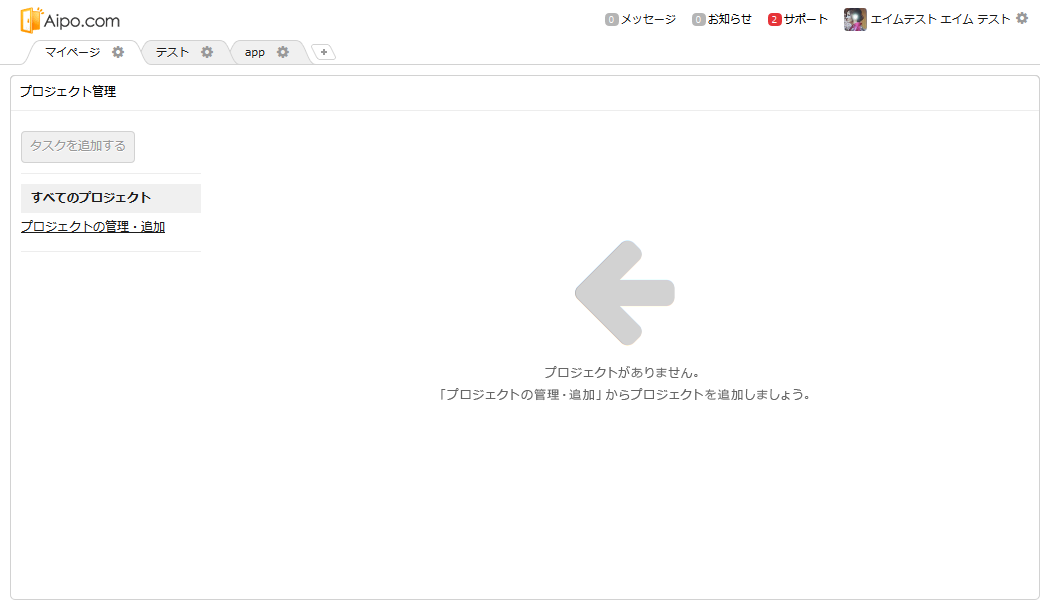 Aipo.com
0 メッセージ 0 お知らせ 2 サポート エイムテスト エイム テスト
マイページ テスト app +
プロジェクト管理
タスクを追加する
すべてのプロジェクト
プロジェクトの管理・追加
プロジェクトがありません。
「プロジェクトの管理・追加」からプロジェクトを追加しましょう。